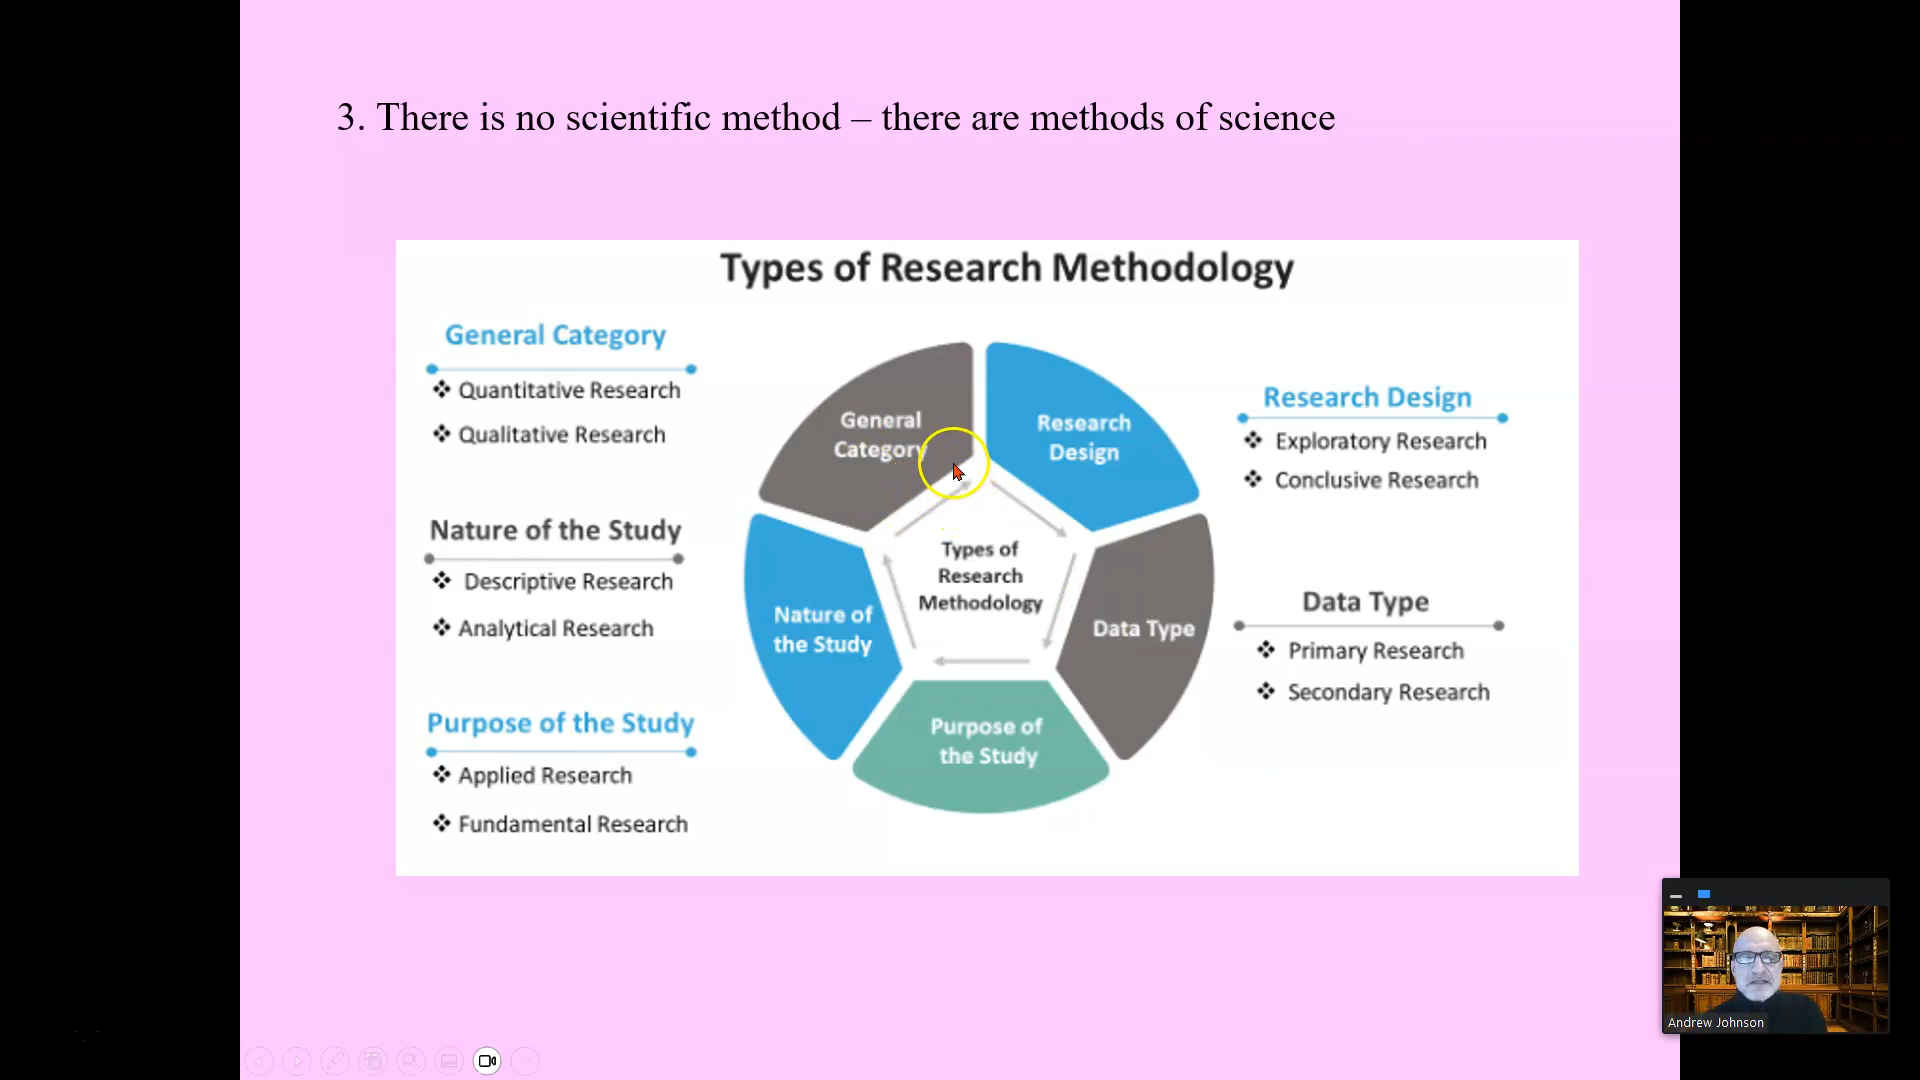 3. There is no scientific method – there are methods of science
Types of Research Methodology
General Category
❖ Quantitative Research
❖ Qualitative Research
Nature of the Study
❖ Descriptive Research
❖ Analytical Research
Purpose of the Study
❖ Applied Research
❖ Fundamental Research
General
Category
Research
Design
Data Type
Purpose of
the Study
Nature of
the Study
Types of
Research
Methodology
Research Design
❖ Exploratory Research
❖ Conclusive Research
Data Type
❖ Primary Research
❖ Secondary Research
Andrew Johnson